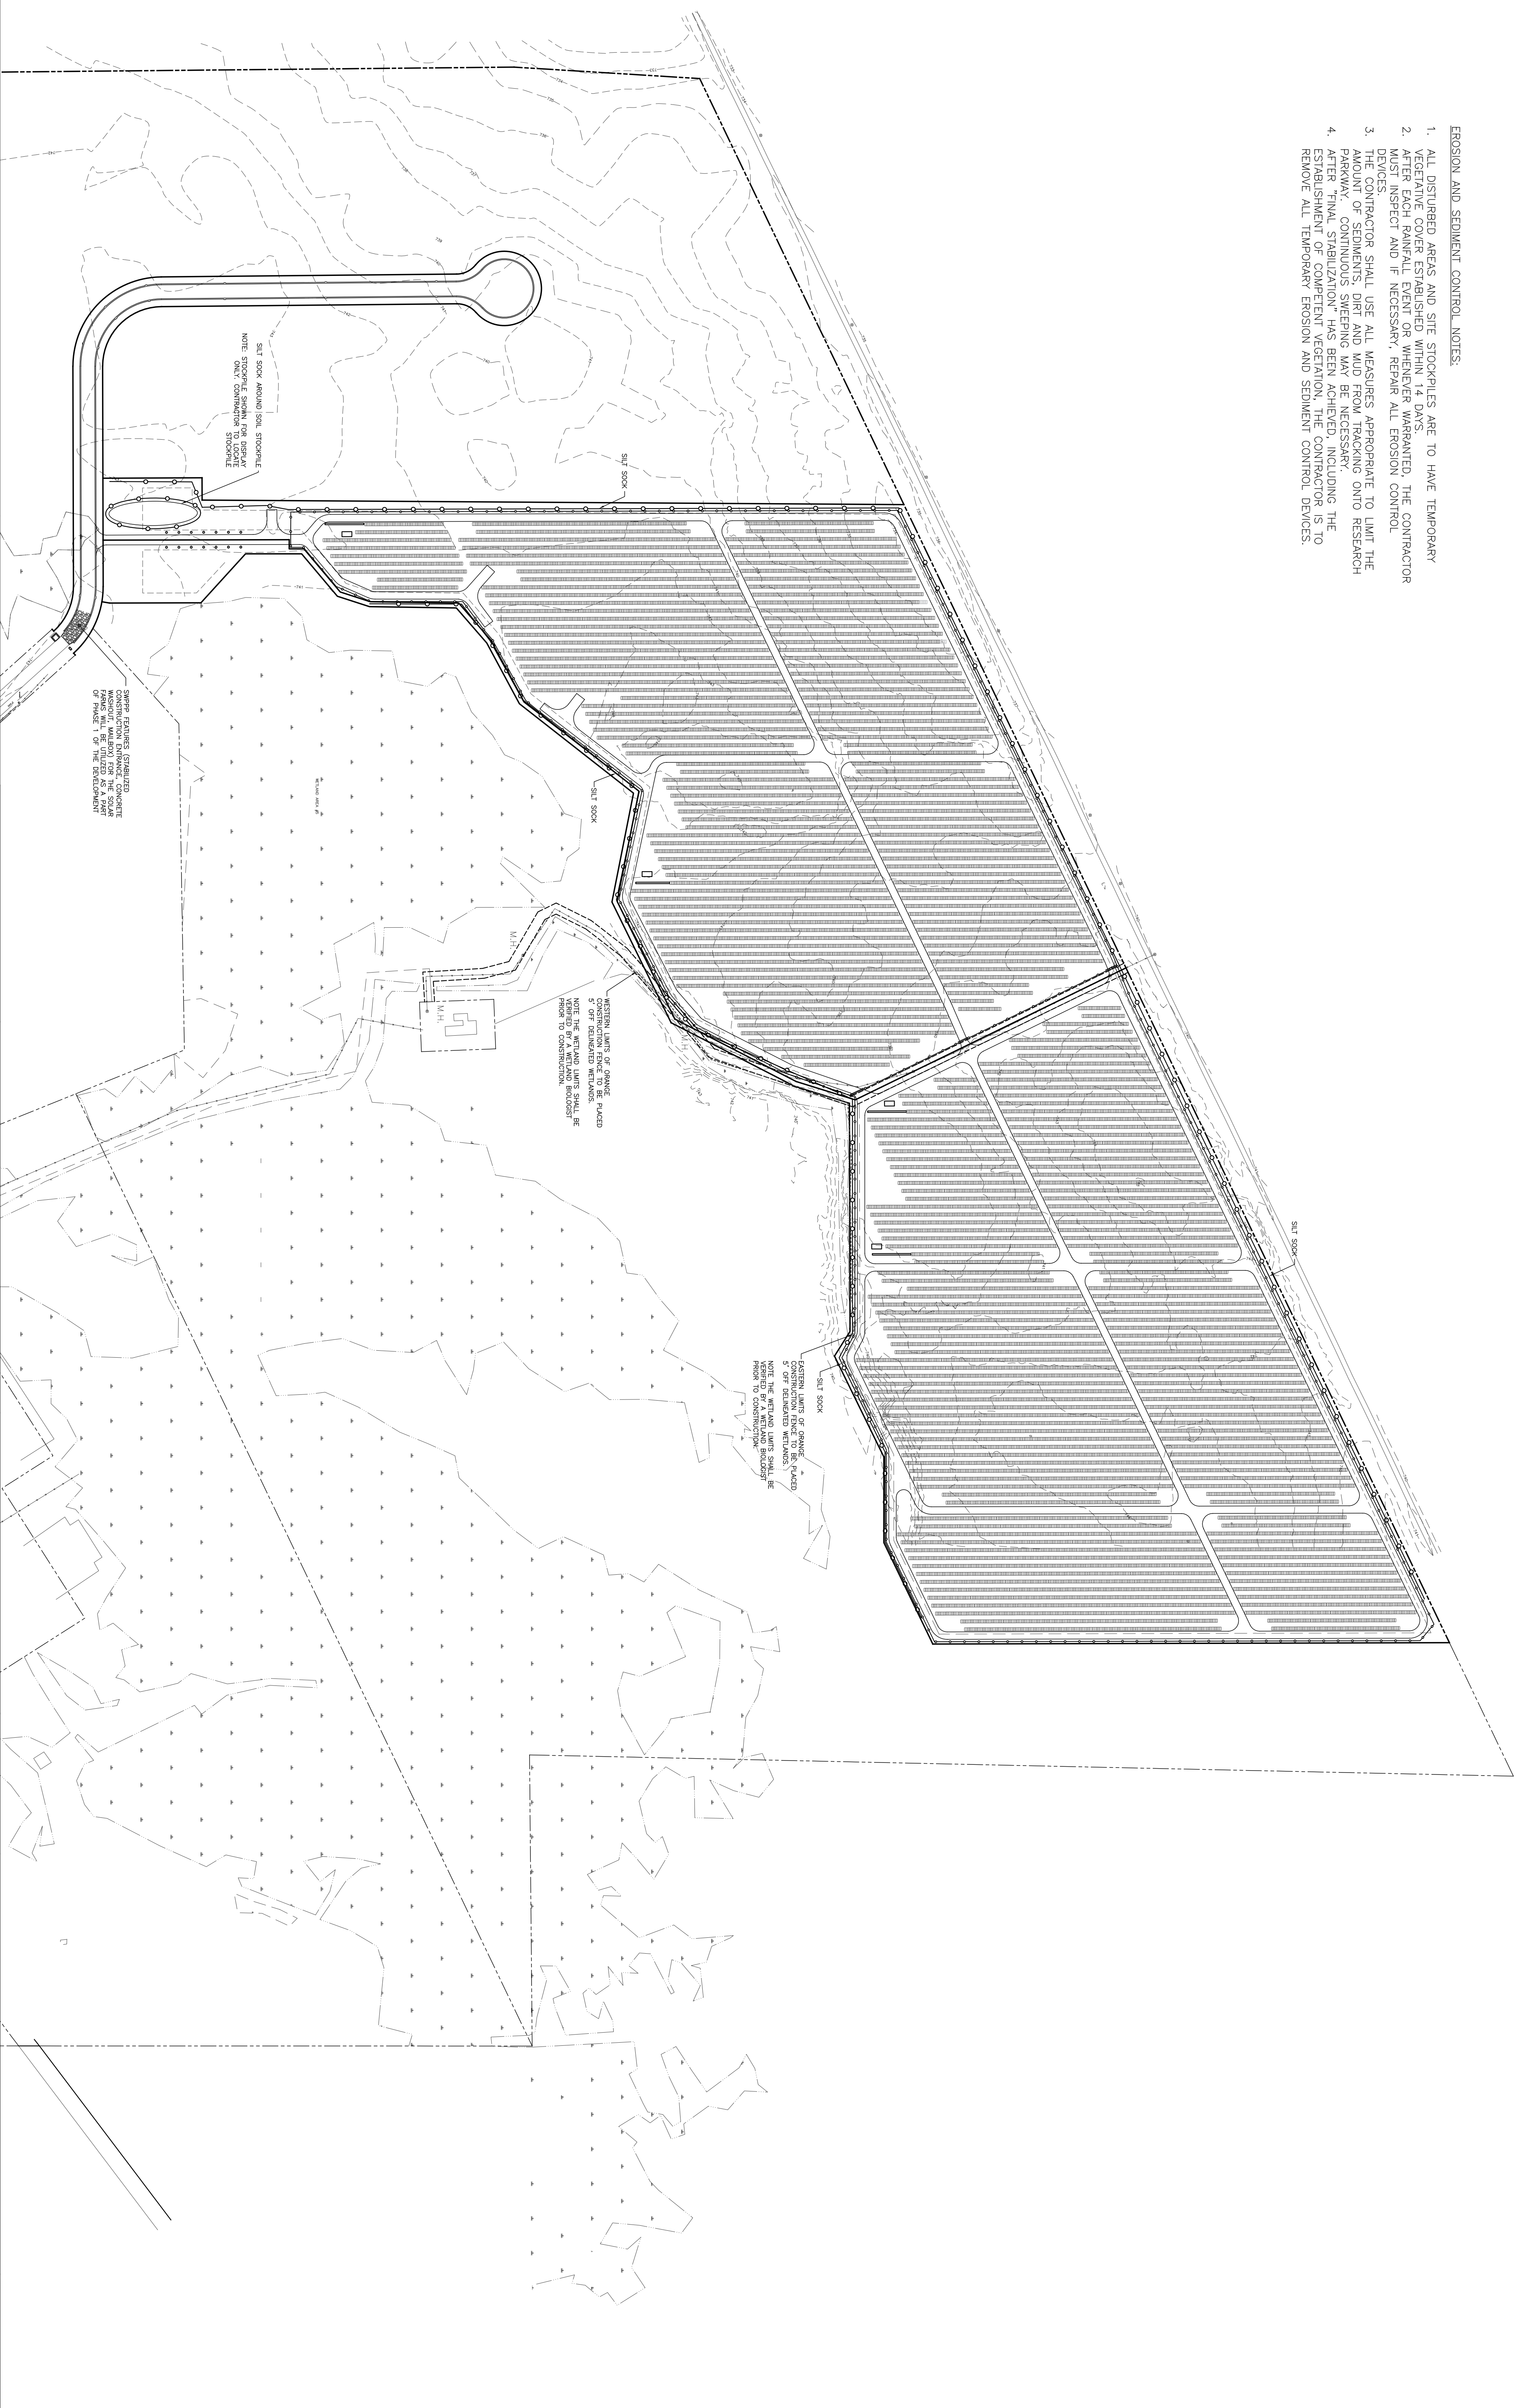 EROSION AND SEDIMENT CONTROL NOTES:
1. ALL DISTURBED AREAS AND SITE STOCKPILES ARE TO HAVE TEMPORARY
VEGETATIVE COVER ESTABLISHED WITHIN 14 DAYS.
2. AFTER EACH RAINFALL EVENT OR WHENEVER WARRANTED, THE CONTRACTOR
MUST INSPECT AND IF NECESSARY, REPAIR ALL EROSION CONTROL
DEVICES.
3. THE CONTRACTOR SHALL USE ALL MEASURES APPROPRIATE TO LIMIT THE
AMOUNT OF SEDIMENTS, DIRT AND MUD FROM TRACKING ONTO RESEARCH
PARKWAY. CONTINUOUS SWEEPING MAY BE NECESSARY.
4. AFTER "FINAL STABILIZATION" HAS BEEN ACHIEVED, INCLUDING THE
ESTABLISHMENT OF COMPETENT VEGETATION, THE CONTRACTOR IS TO
REMOVE ALL TEMPORARY EROSION AND SEDIMENT CONTROL DEVICES.
SILT SOCK
SILT SOCK
SILT SOCK
EASTERN LIMITS OF ORANGE
CONSTRUCTION FENCE TO BE PLACED
5' OFF DELINEATED WETLANDS.
NOTE THE WETLAND LIMITS SHALL BE
VERIFIED BY A WETLAND BIOLOGIST
PRIOR TO CONSTRUCTION.
SILT SOCK
WESTERN LIMITS OF ORANGE
CONSTRUCTION FENCE TO BE PLACED
5' OFF DELINEATED WETLANDS.
NOTE THE WETLAND LIMITS SHALL BE
VERIFIED BY A WETLAND BIOLOGIST
PRIOR TO CONSTRUCTION.
M.H.
M.H.
M.H.
SILT SOCK AROUND SOIL STOCKPILE
NOTE: STOCKPILE SHOWN FOR DISPLAY
ONLY; CONTRACTOR TO LOCATE
STOCKPILE
WETLAND AREA
SWPPP FEATURES (STABILIZED
CONSTRUCTION ENTRANCE, CONCRETE
WASHOUT, MAILBOX) FOR THE SOLAR
FARMS WILL BE UTILIZED AS A PART
OF PHASE 1 OF THE DEVELOPMENT